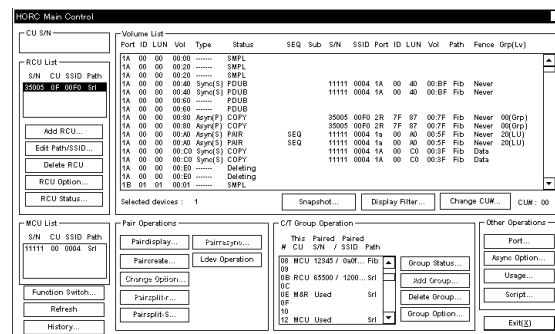 HORC Main Control
CU S/N
RCU List
S/N CU SSID Path
35005 0F 00F0 Srl
Add RCU...
Edit Path/SSID...
Delete RCU
RCU Option...
RCU Status...
MCU List
S/N CU SSID Path
11111 00 0004 Srl
Function Switch...
Refresh
History...
Volume List
Port ID LUN Vol Type Status SEQ Sub S/N SSID Port ID LUN Vol Path Fence Grp(Lv)
1A 00 00 00:00 ------ SMPL
1A 00 00 00:20 ------ SMPL
1A 00 00 00:20 ------ SMPL
1A 00 00 00:40 Sync(S) PDUB 11111 0004 1A 00 40 00:BF Fib Never
1A 00 00 00:40 Sync(S) PDUB 11111 0004 1A 00 40 00:BF Fib Never
1A 00 00 00:60 ------ SMPL
1A 00 00 00:60 ------ SMPL
1A 00 00 00:80 Asyn(P) COPY 35005 00F0 2R 7F 87 00:7F Fib Never 00(Grp)
1A 00 00 00:80 Asyn(P) COPY 35005 00F0 2R 7F 87 00:7F Fib Never 00(Grp)
1A 00 00 00:A0 Asyn(S) PAIR SEQ 11111 0004 1a 00 A0 00:5F Fib Never 20(LU)
1A 00 00 00:A0 Asyn(S) PAIR SEQ 11111 0004 1a 00 A0 00:5F Fib Never 20(LU)
1A 00 00 00:C0 Sync(S) COPY 11111 0004 1A 00 C0 00:3F Fib Data
1A 00 00 00:C0 Sync(S) COPY 11111 0004 1A 00 C0 00:3F Fib Data
1A 00 00 00:E0 ------ Deleting
1A 00 00 00:E0 ------ Deleting
1B 01 01 00:01 ------ SMPL
Selected devices : 1
Snapshot...
Display Filter...
Change CU#...
CU# : 00
Pair Operations
Pairdisplay...
Pairresync...
Paircreate...
Ldev Operation
Change Option...
Pairsplit-r...
Pairsplit-S...
C/T Group Operation
This Paired Paired
# CU S/N / SSID Path
08 MCU 12345 / 0a0f... Fib
09
0B RCU 65500 / 1200... Srl
0C
0E M&R Used Srl
0F
10
12 MCU Used Srl
Group Status...
Add Group...
Delete Group...
Group Option...
Other Operations
Port...
Async Option...
Usage...
Script...
Exit(X)